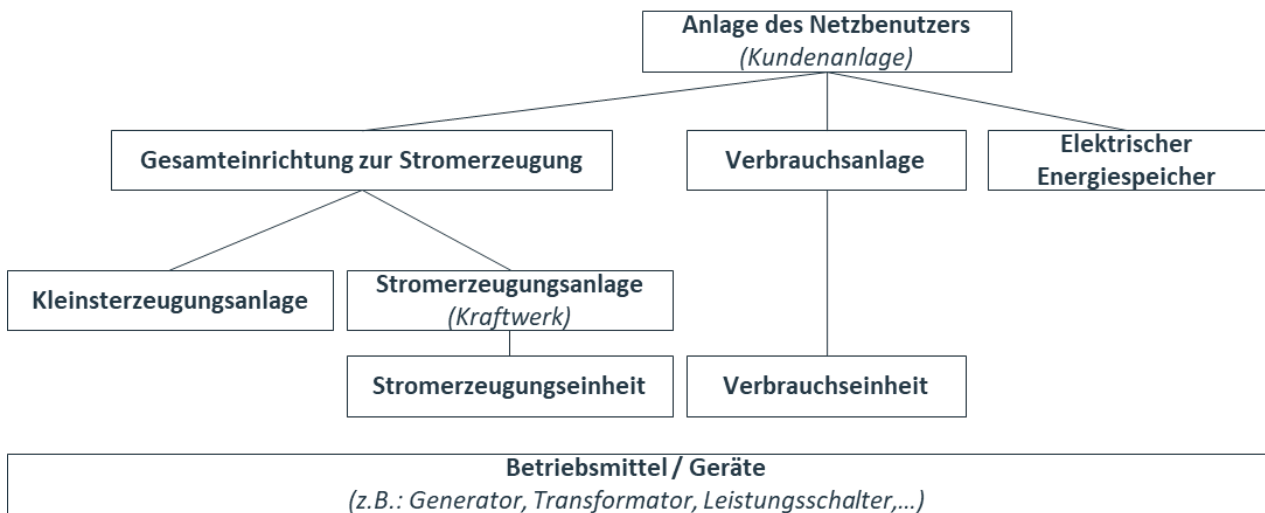 Anlage des Netzbenutzers
(Kundenanlage)
Gesamteinrichtung zur Stromerzeugung
Verbrauchsanlage
Elektrischer
Energiespeicher
Kleinsterzeugungsanlage
Stromerzeugungsanlage
(Kraftwerk)
Stromerzeugungseinheit
Verbrauchseinheit
Betriebsmittel / Geräte
(z.B.: Generator, Transformator, Leistungsschalter,...)